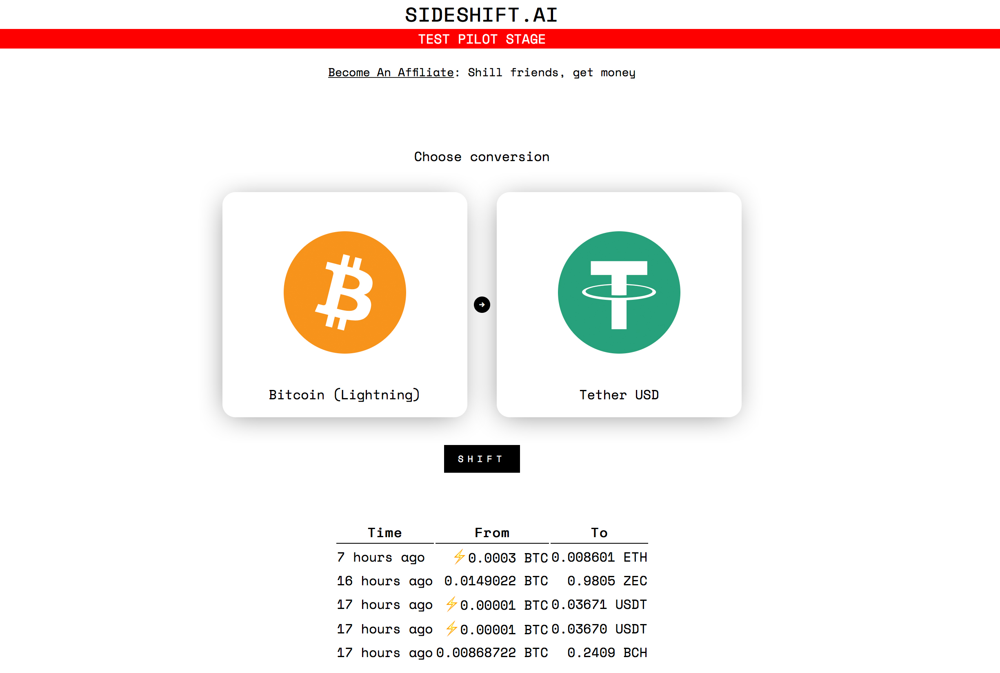 SIDESHIFT.AI
TEST PILOT STAGE
Become An Affiliate: Shill friends, get money
Choose conversion
Bitcoin (Lightning)
Tether USD
SHIFT
Time From To
7 hours ago ⚡0.0003 BTC 0.008601 ETH
16 hours ago 0.0149022 BTC 0.9805 ZEC
17 hours ago ⚡0.00001 BTC 0.03671 USDT
17 hours ago ⚡0.00001 BTC 0.03670 USDT
17 hours ago 0.00868722 BTC 0.2409 BCH